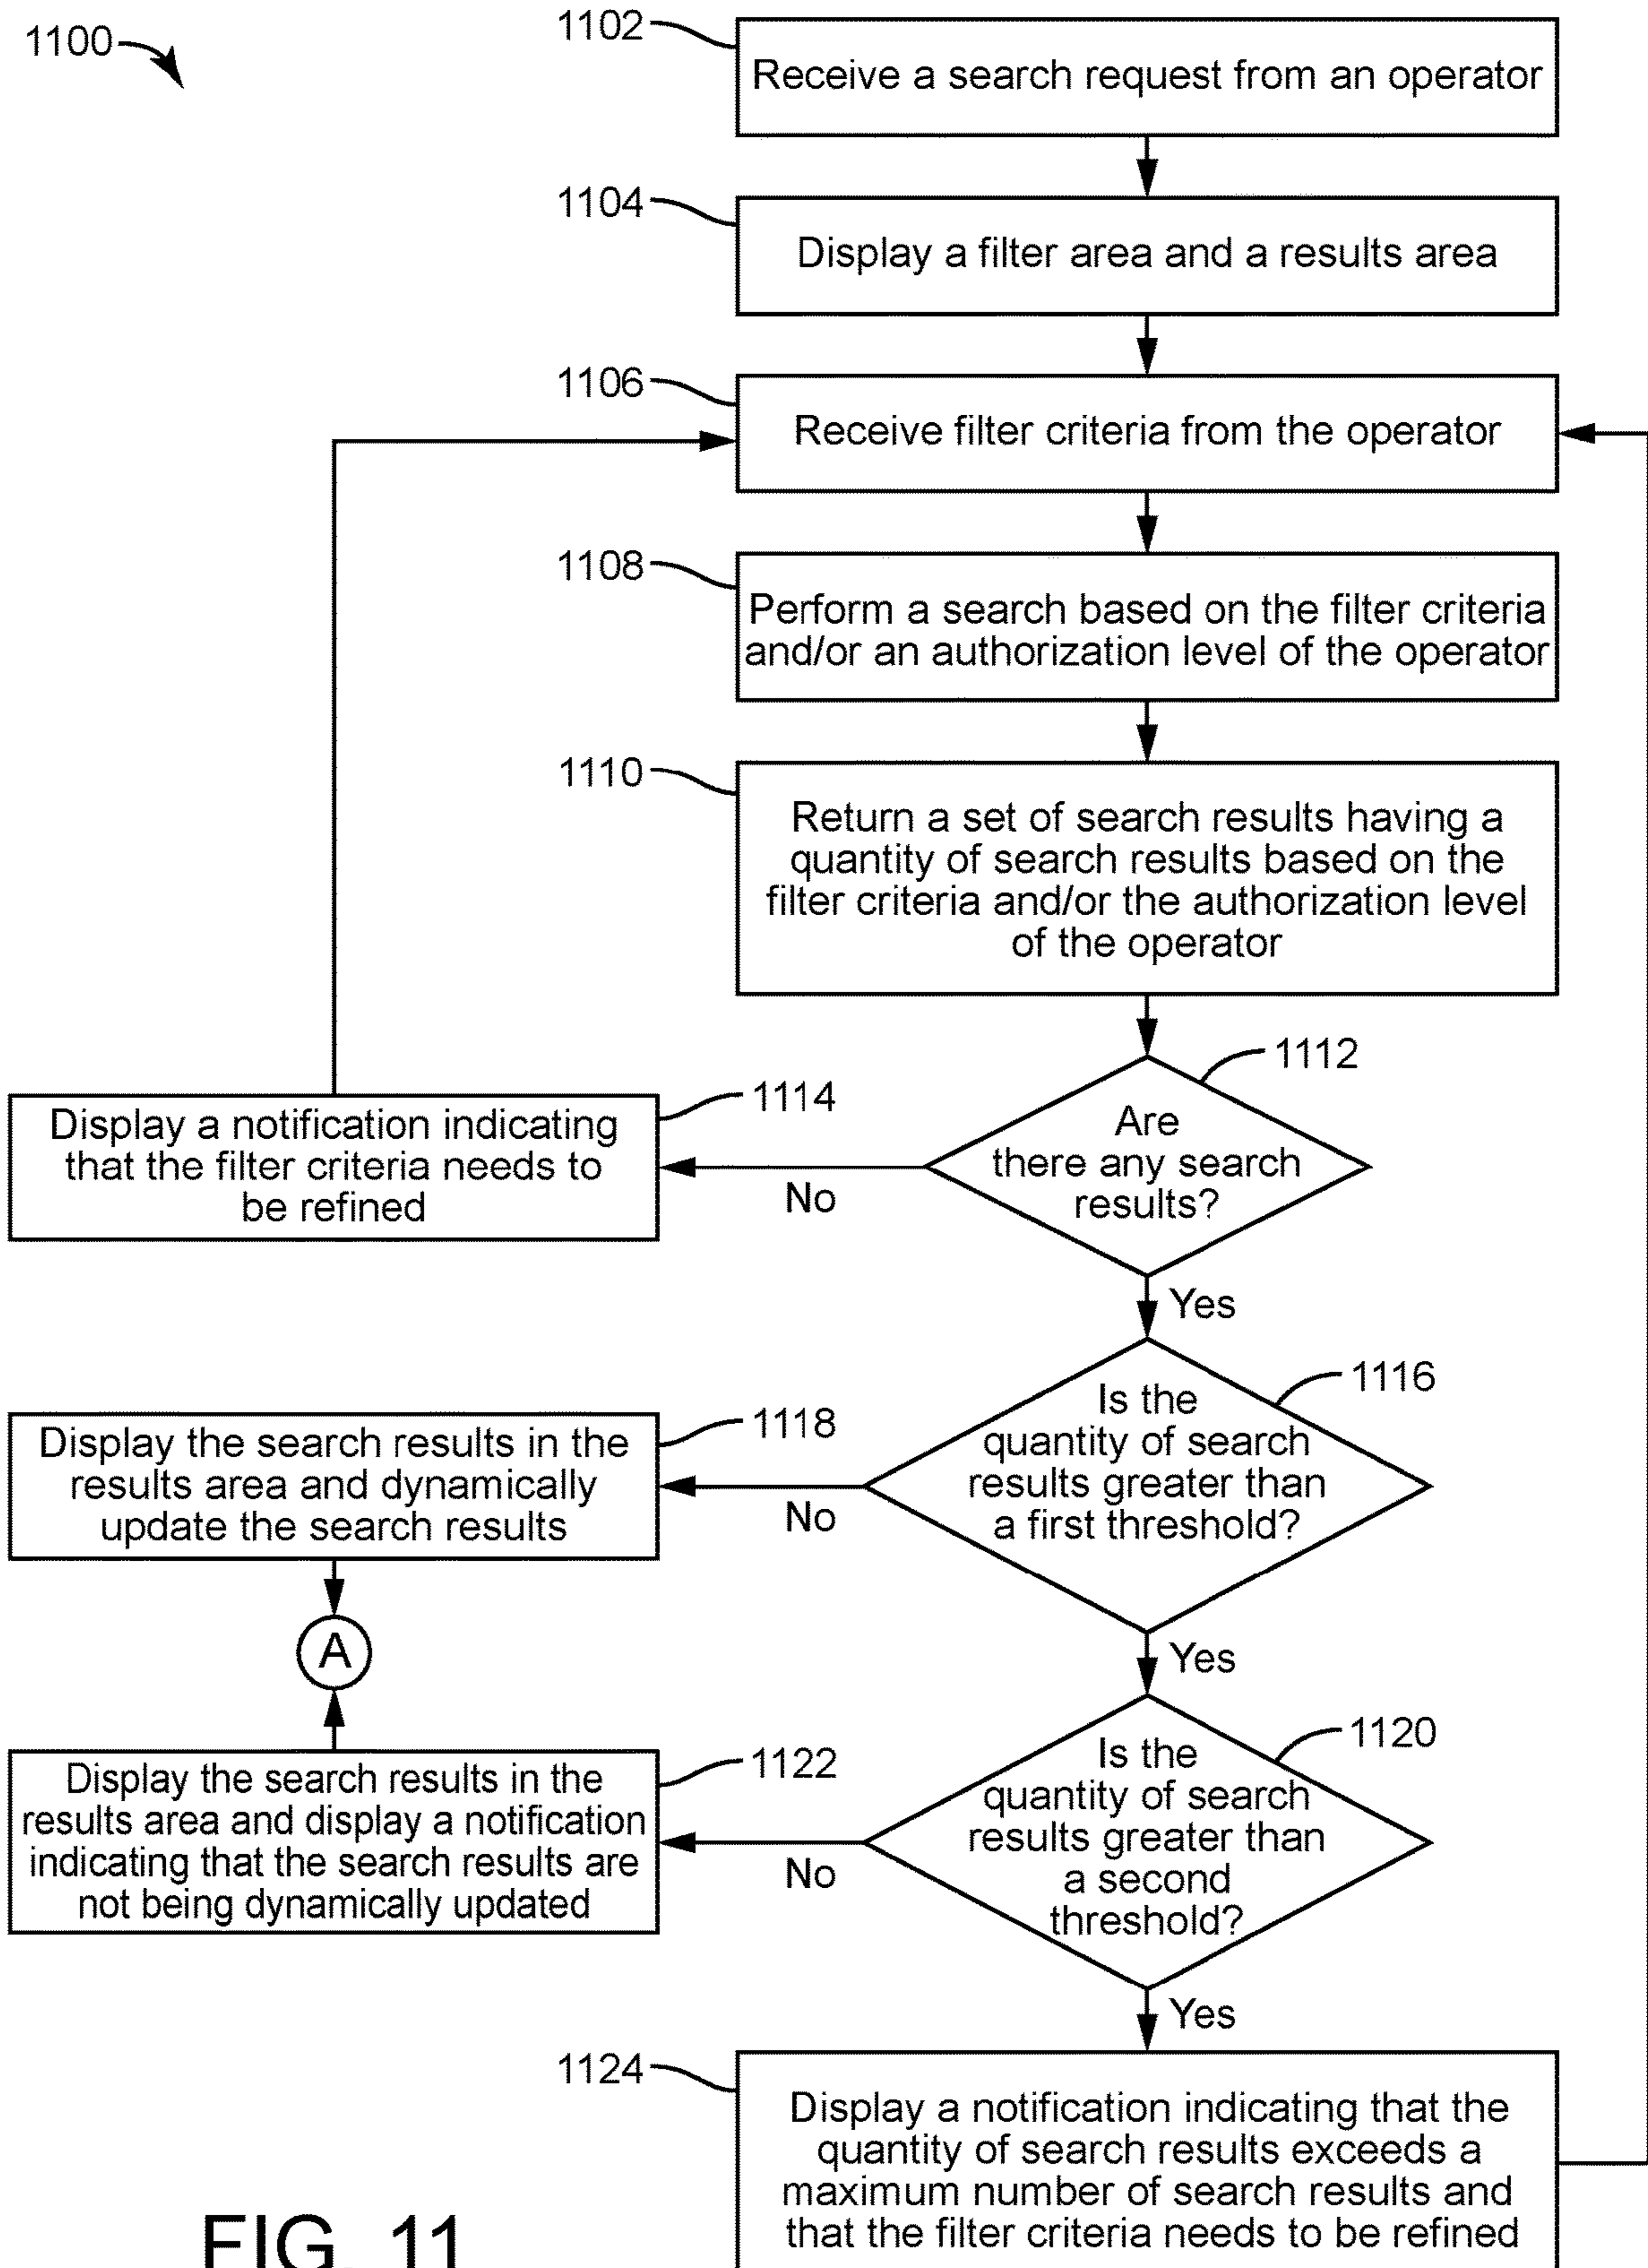 1100
1102
Receive a search request from an operator
1104
Display a filter area and a results area
1106
Receive filter criteria from the operator
1108
Perform a search based on the filter criteria
and/or an authorization level of the operator
1110
Return a set of search results having a
quantity of search results based on the
filter criteria and/or the authorization level
of the operator
1112
Are
there any search
results?
No
1114
Display a notification indicating
that the filter criteria needs to
be refined
Yes
1116
Is the
quantity of search
results greater than
a first threshold?
No
1118
Display the search results in the
results area and dynamically
update the search results
A
Yes
1120
Is the
quantity of search
results greater than
a second
threshold?
No
1122
Display the search results in the
results area and display a notification
indicating that the search results are
not being dynamically updated
Yes
1124
Display a notification indicating that the
quantity of search results exceeds a
maximum number of search results and
that the filter criteria needs to be refined
FIG. 11